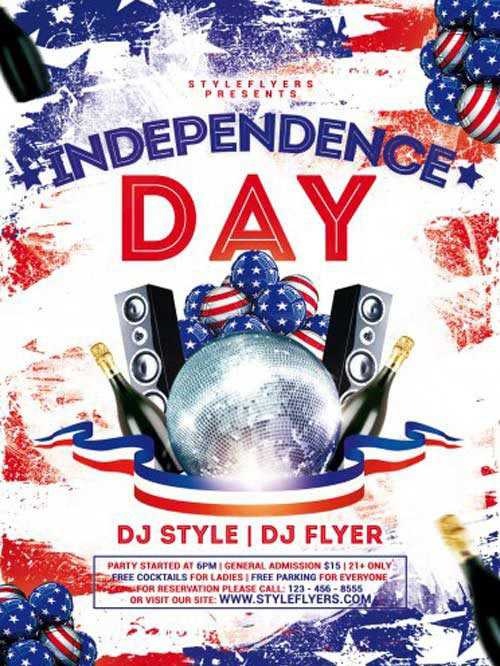 STYLEFLYERS
PRESENTS
INDEPENDENCE
DAY
DJ STYLE | DJ FLYER
PARTY STARTED AT 6PM | GENERAL ADMISSION $15 | 21+ ONLY
FREE COCKTAILS FOR LADIES | FREE PARKING FOR EVERYONE
FOR RESERVATION PLEASE CALL: 123 - 456 - 8555
OR VISIT OUR SITE: WWW.STYLEFLYERS.COM